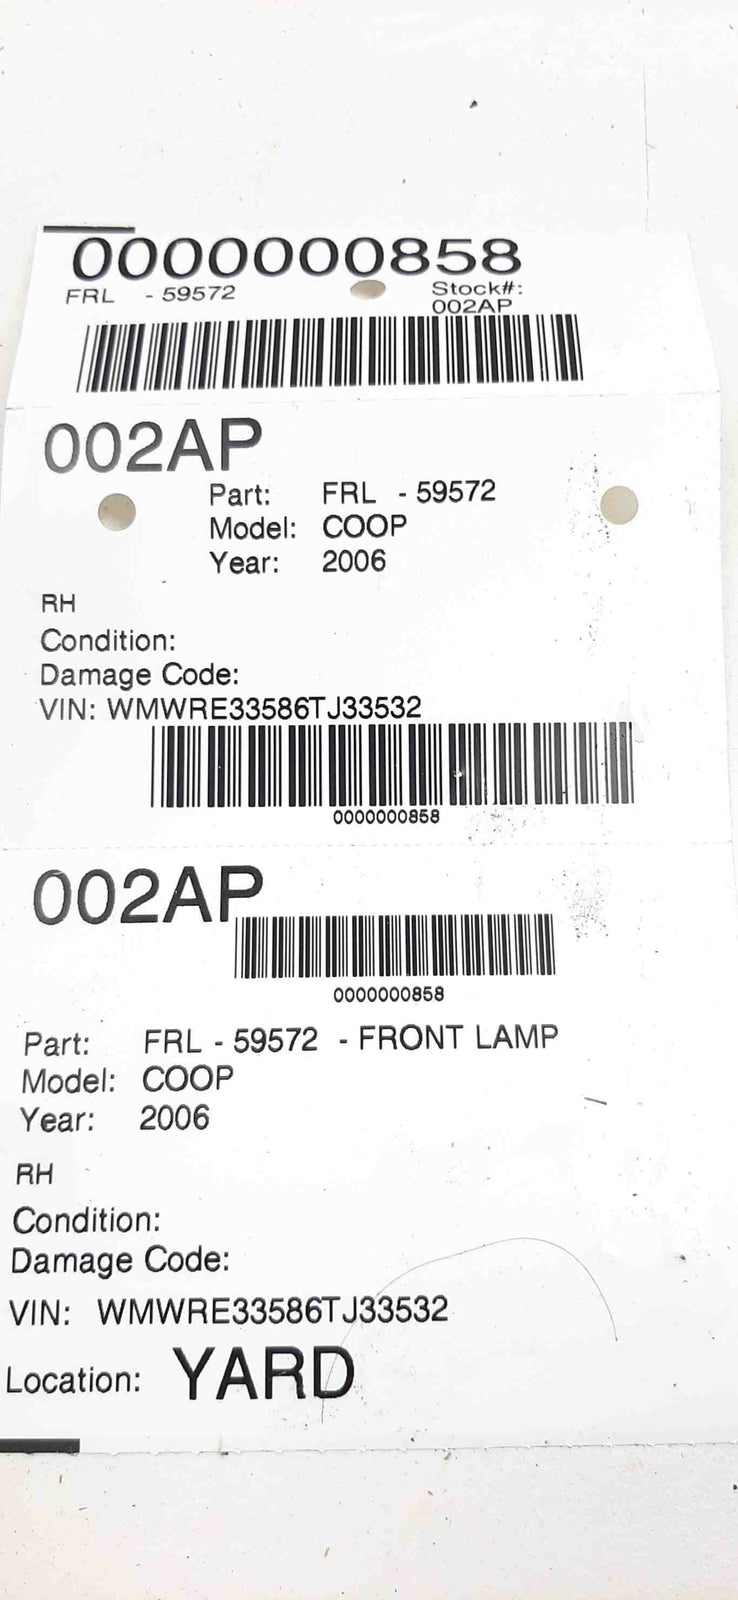 0000000858
FRL - 59572 Stock#:
002AP
002AP
Part: FRL - 59572
Model: COOP
Year: 2006
RH
Condition:
Damage Code:
VIN: WMWRE33586TJ33532
0000000858
002AP
0000000858
Part: FRL - 59572 - FRONT LAMP
Model: COOP
Year: 2006
RH
Condition:
Damage Code:
VIN: WMWRE33586TJ33532
Location: YARD